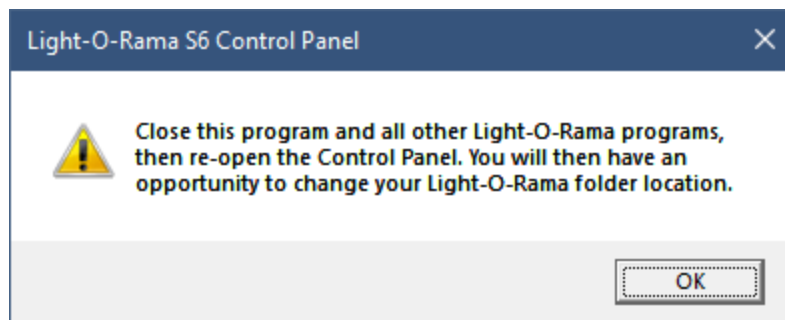 Light-O-Rama S6 Control Panel
Close this program and all other Light-O-Rama programs,
then re-open the Control Panel. You will then have an
opportunity to change your Light-O-Rama folder location.
OK